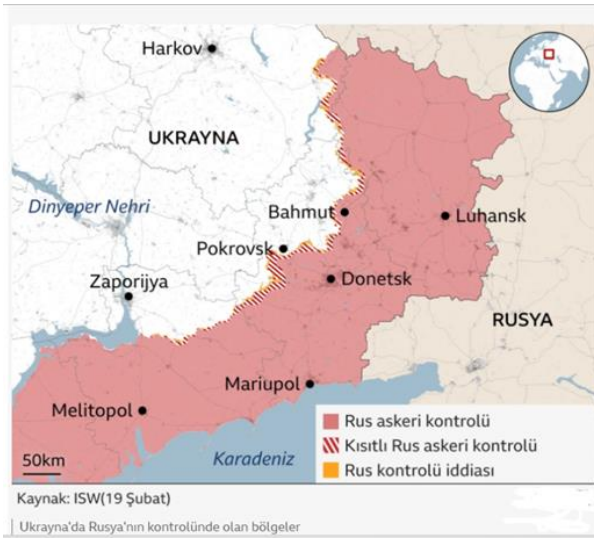 Harkov
UKRAYNA
Dinyeper Nehri
Bahmut
Luhansk
Pokrovsk
Zaporijya
Donetsk
RUSYA
Mariupol
Melitopol
Rus askeri kontrolü
Kısıtlı Rus askeri kontrolü
Rus kontrolü iddiası
50km
Karadeniz
Kaynak: ISW(19 Şubat)
Ukrayna'da Rusya'nın kontrolünde olan bölgeler